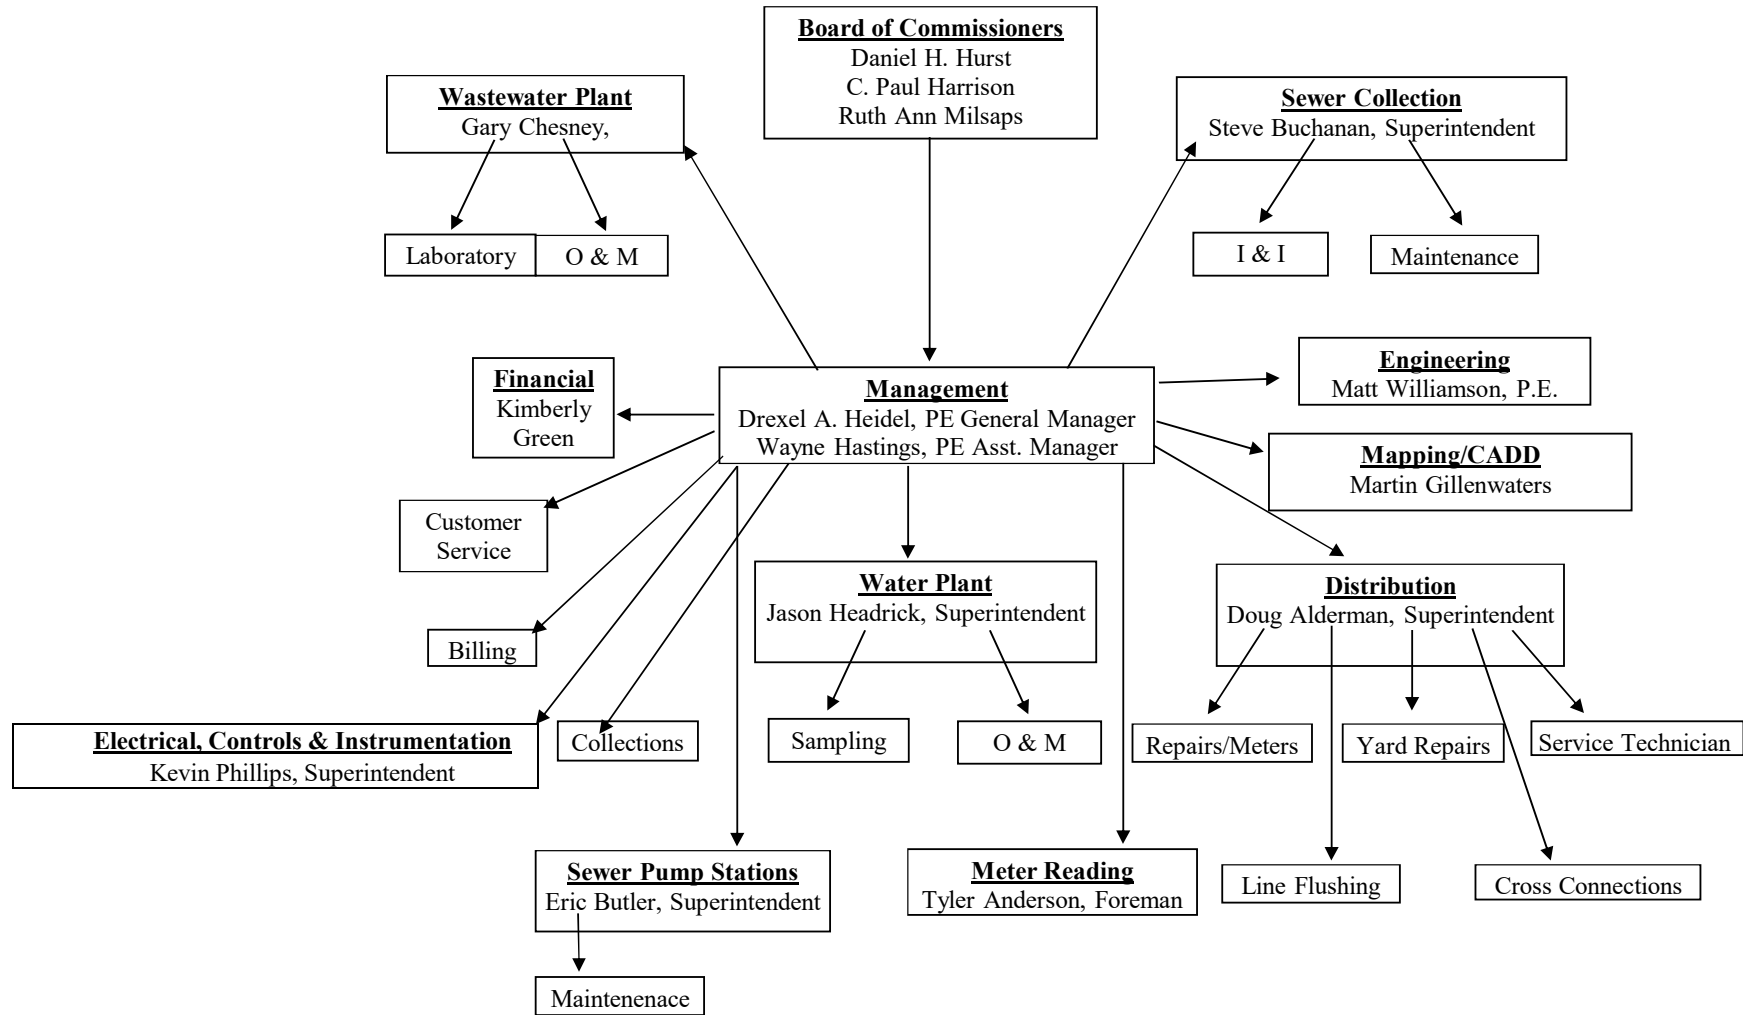 Board of Commissioners
Daniel H. Hurst
C. Paul Harrison
Ruth Ann Milsaps
Wastewater Plant
Gary Chesney,
Sewer Collection
Steve Buchanan, Superintendent
Laboratory
O & M
I & I
Maintenance
Financial
Kimberly
Green
Management
Drexel A. Heidel, PE General Manager
Wayne Hastings, PE Asst. Manager
Engineering
Matt Williamson, P.E.
Mapping/CADD
Martin Gillenwaters
Customer
Service
Water Plant
Jason Headrick, Superintendent
Distribution
Doug Alderman, Superintendent
Billing
Electrical, Controls & Instrumentation
Kevin Phillips, Superintendent
Collections
Sampling
O & M
Repairs/Meters
Yard Repairs
Service Technician
Sewer Pump Stations
Eric Butler, Superintendent
Meter Reading
Tyler Anderson, Foreman
Line Flushing
Cross Connections
Maintenenace